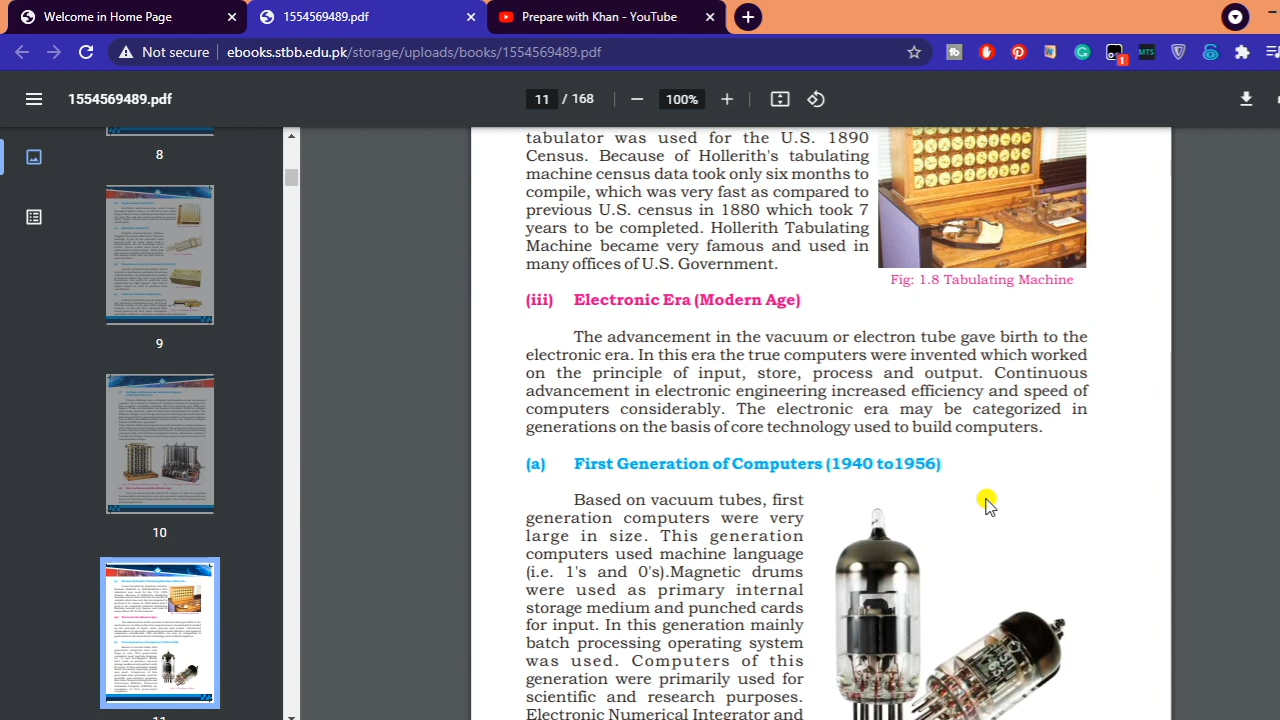 Welcome in Home Page
1554569489.pdf
Prepare with Khan - YouTube
Not secure
ebooks.stbb.edu.pk/storage/uploads/books/1554569489.pdf
1554569489.pdf
11 / 168
100%
8
9
10
11
tabulator was used for the U.S. 1890
Census. Because of Hollerith's tabulating
machine census data took only six months to
compile, which was very fast as compared to
previous U.S. census in 1880 which took 7
years to be completed. Hollerith Tabulating
Machine became very famous and used in
many offices of U.S. Government.
Fig: 1.8 Tabulating Machine
(iii) Electronic Era (Modern Age)
The advancement in the vacuum or electron tube gave birth to the
electronic era. In this era the true computers were invented which worked
on the principle of input, store, process and output. Continuous
advancement in electronic engineering increased efficiency and speed of
computers considerably. The electronic era may be categorized in
generations on the basis of core technology used to build computers.
(a) First Generation of Computers (1940 to1956)
Based on vacuum tubes, first
generation computers were very
large in size. This generation
computers used machine language
(i.e. 1s and 0s).Magnetic drums
were used as primary internal
storage medium and punched cards
for input. In this generation mainly
batch processing operating system
was used. Computers of this
generation were primarily used for
scientific and research purposes.
Electronic Numerical Integrator and